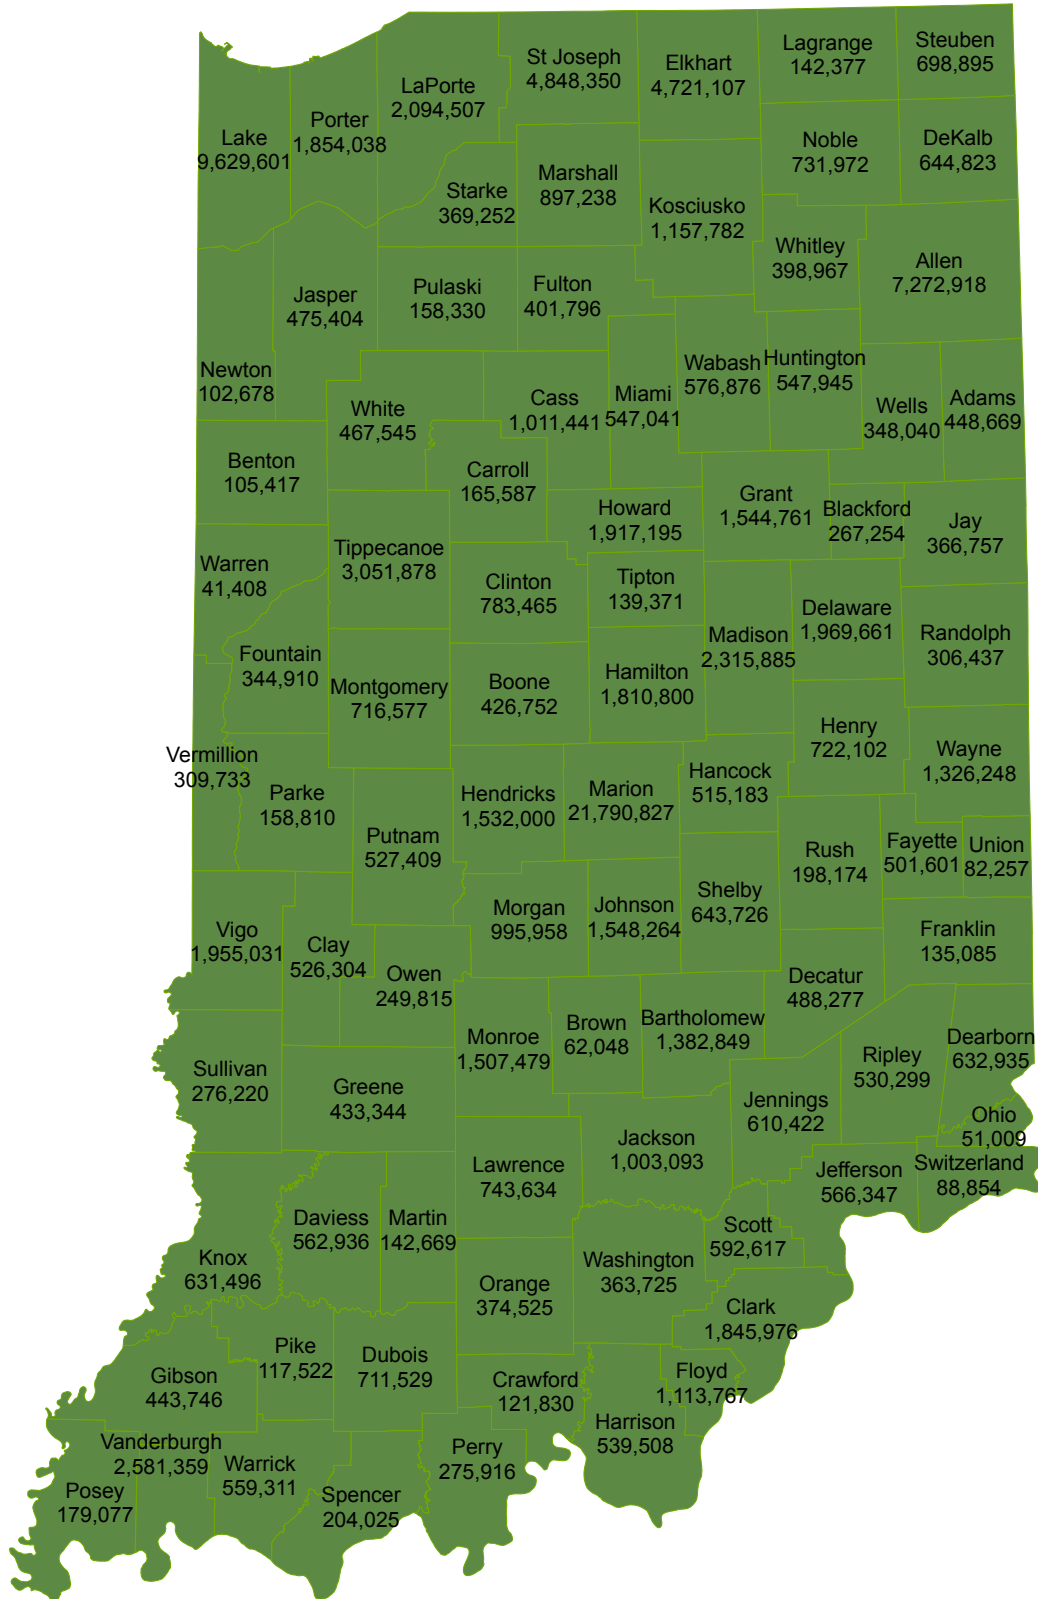 St Joseph
4,848,350
Elkhart
4,721,107
Lagrange
142,377
Steuben
698,895
LaPorte
2,094,507
Porter
1,854,038
Lake
9,629,601
Noble
731,972
DeKalb
644,823
Marshall
897,238
Starke
369,252
Kosciusko
1,157,782
Whitley
398,967
Allen
7,272,918
Jasper
475,404
Pulaski
158,330
Fulton
401,796
Newton
102,678
White
467,545
Cass
1,011,441
Miami
547,041
Wabash
576,876
Huntington
547,945
Wells
348,040
Adams
448,669
Benton
105,417
Carroll
165,587
Howard
1,917,195
Grant
1,544,761
Blackford
267,254
Jay
366,757
Warren
41,408
Tippecanoe
3,051,878
Clinton
783,465
Tipton
139,371
Madison
2,315,885
Delaware
1,969,661
Randolph
306,437
Fountain
344,910
Montgomery
716,577
Boone
426,752
Hamilton
1,810,800
Henry
722,102
Wayne
1,326,248
Vermillion
309,733
Parke
158,810
Putnam
527,409
Hendricks
1,532,000
Marion
21,790,827
Hancock
515,183
Rush
198,174
Fayette
501,601
Union
82,257
Vigo
1,955,031
Clay
526,304
Owen
249,815
Morgan
995,958
Johnson
1,548,264
Shelby
643,726
Franklin
135,085
Decatur
488,277
Sullivan
276,220
Greene
433,344
Monroe
1,507,479
Brown
62,048
Bartholomew
1,382,849
Ripley
530,299
Dearborn
632,935
Jennings
610,422
Ohio
51,009
Jackson
1,003,093
Lawrence
743,634
Jefferson
566,347
Switzerland
88,854
Knox
631,496
Daviess
562,936
Martin
142,669
Orange
374,525
Washington
363,725
Scott
592,617
Clark
1,845,976
Gibson
443,746
Pike
117,522
Dubois
711,529
Crawford
121,830
Floyd
1,113,767
Harrison
539,508
Vanderburgh
2,581,359
Posey
179,077
Warrick
559,311
Spencer
204,025
Perry
275,916